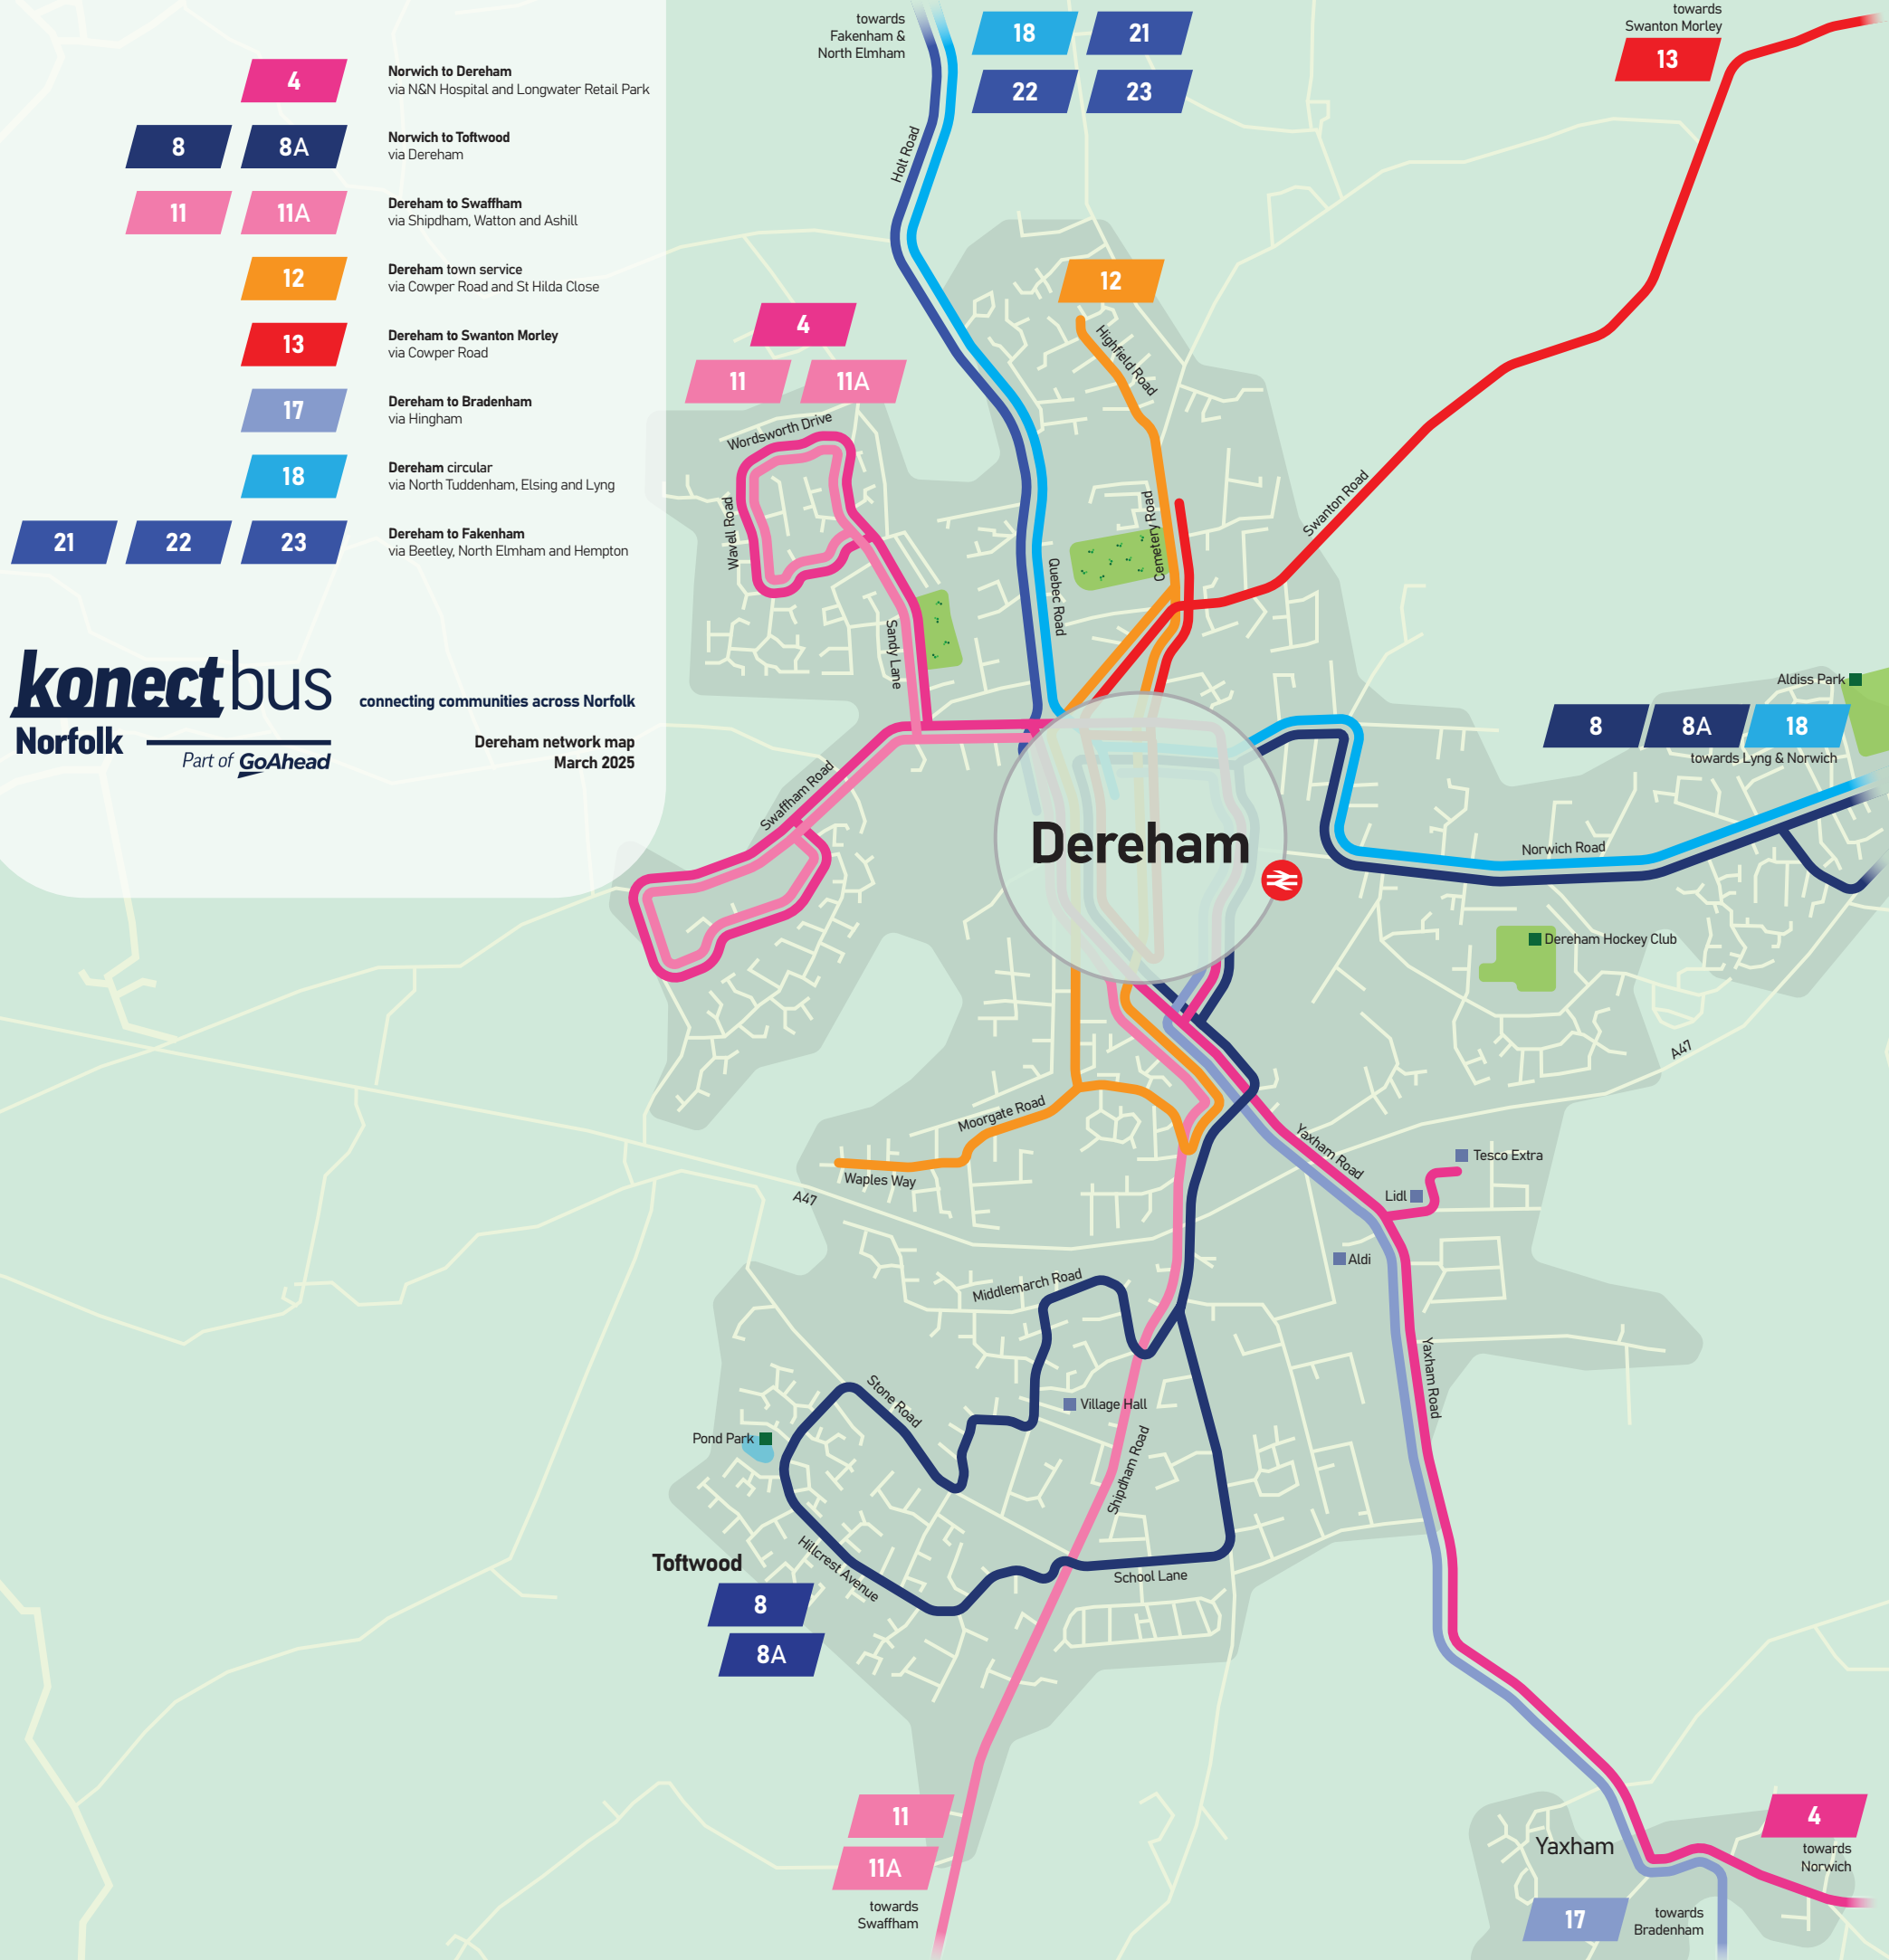 4
Norwich to Dereham
via N&N Hospital and Longwater Retail Park
8
8A
Norwich to Toftwood
via Dereham
11
11A
Dereham to Swaffham
via Shipdham, Watton and Ashill
12
Dereham town service
via Cowper Road and St Hilda Close
13
Dereham to Swanton Morley
via Cowper Road
17
Dereham to Bradenham
via Hingham
18
Dereham circular
via North Tuddenham, Elsing and Lyng
21
22
23
Dereham to Fakenham
via Beetley, North Elmham and Hempton
konectbus
Norfolk
Part of GoAhead
connecting communities across Norfolk
Dereham network map
March 2025
towards
Fakenham &
North Elmham
18
21
22
23
towards
Swanton Morley
13
Holt Road
12
Highfield Road
4
11
11A
Wordsworth Drive
Wavell Road
Sandy Lane
Quebec Road
Cemetery Road
Swanton Road
Aldiss Park
8
8A
18
towards Lyng & Norwich
Swaffham Road
Dereham
Norwich Road
Dereham Hockey Club
A47
Moorgate Road
Waples Way
A47
Yaxham Road
Tesco Extra
Lidl
Aldi
Middlemarch Road
Yaxham Road
Stone Road
Village Hall
Pond Park
Shipdham Road
Hillcrest Avenue
School Lane
Toftwood
8
8A
11
11A
towards
Swaffham
Yaxham
4
towards
Norwich
17
towards
Bradenham